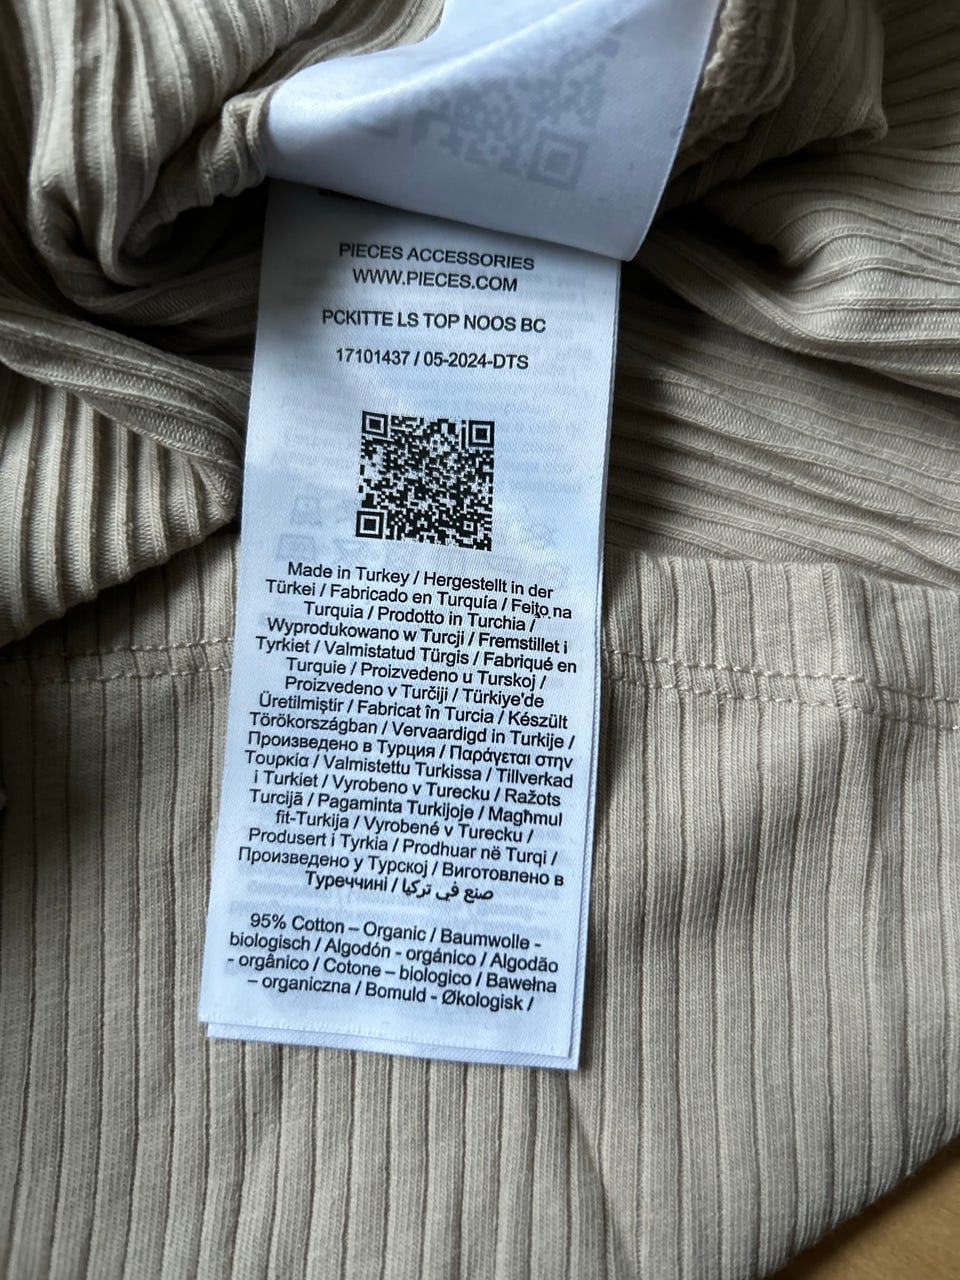 PIECES ACCESSORIES
WWW.PIECES.COM
PCKITTE LS TOP NOOS BC
17101437 / 05-2024-DTS
Made in Turkey / Hergestellt in der
Türkei / Fabricado en Turquía / Feito na
Turquia / Prodotto in Turchia /
Wyprodukowano w Turcji / Fremstillet i
Tyrkiet / Valmistatud Türgis / Fabriqué en
Turquie / Proizvedeno u Turskoj /
Proizvedeno v Turčiji / Türkiye'de
Üretilmiştir / Fabricat în Turcia / Készült
Törökországban / Vervaardigd in Turkije /
Произведено в Турция / Παράγεται στην
Τουρκία / Valmistettu Turkissa / Tillverkad
i Turkiet / Vyrobeno v Turecku / Ražots
Turcijā / Pagaminta Turkijoje / Magħmul
fit-Turkija / Vyrobené v Turecku /
Produsert i Tyrkia / Prodhuar në Turqi /
Произведено у Турској / Виготовлено в
Туреччині / صنع في تركيا
95% Cotton – Organic / Baumwolle -
biologisch / Algodón - orgánico / Algodão
- orgânico / Cotone – biologico / Bawełna
– organiczna / Bomuld - Økologisk /